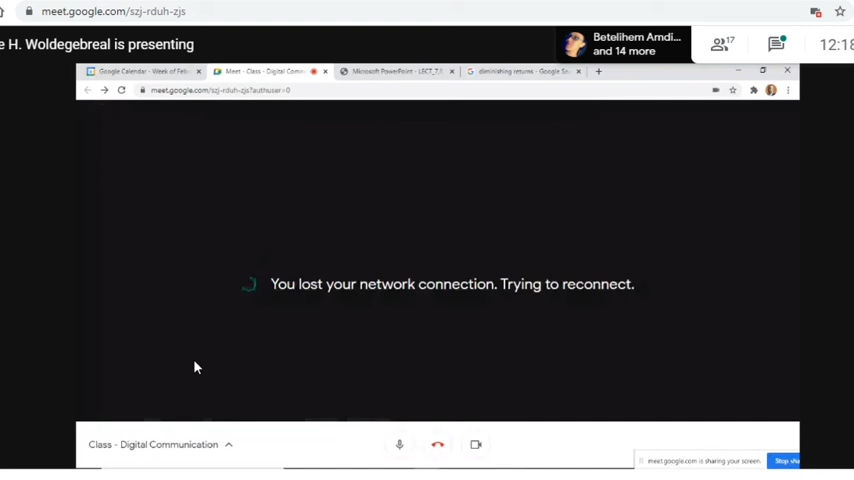 meet.google.com/szj-rduh-zjs
e H. Woldegebreal is presenting
Betelihem Amdi...
and 14 more
17
12:18
Google Calendar - Week of Feb
Meet - Class - Digital Comm
Microsoft PowerPoint - LECT_7_
diminishing returns - Google Se
meet.google.com/szj-rduh-zjs?authuser=0
You lost your network connection. Trying to reconnect.
Class - Digital Communication
meet.google.com is sharing your screen.
Stop sha